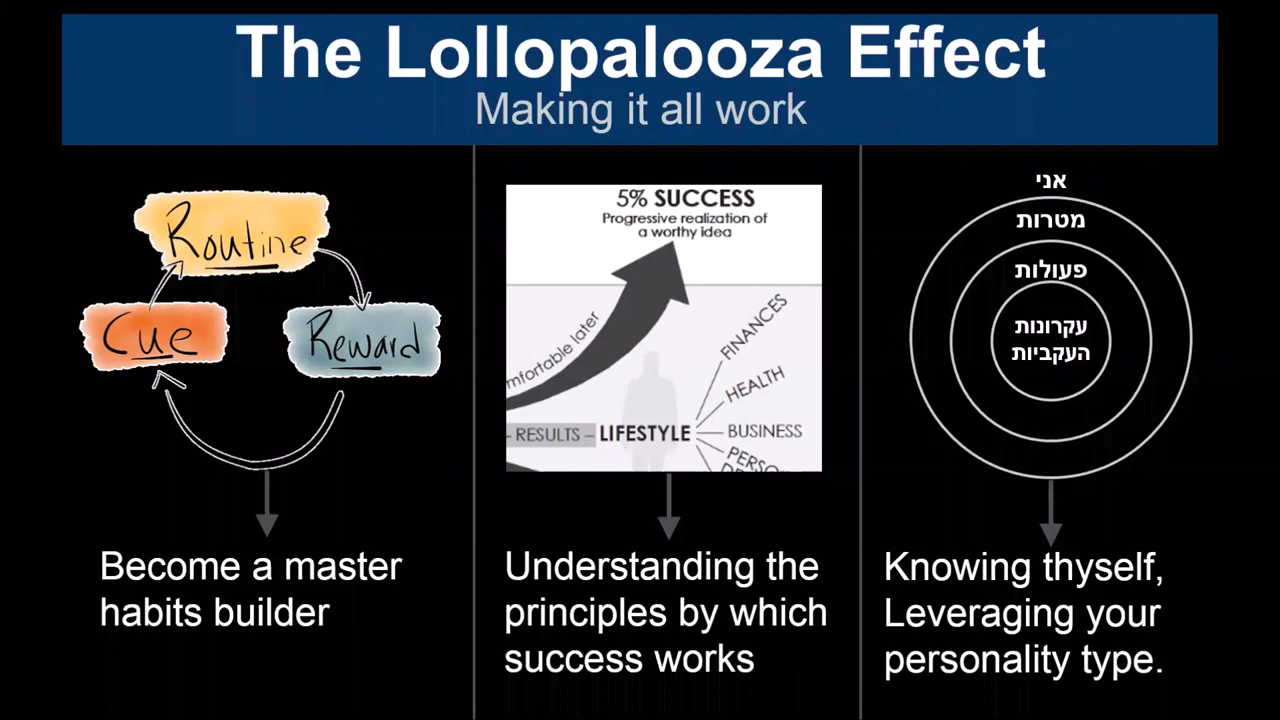 The Lollopalooza Effect
Making it all work
Routine
Cue
Reward
Become a master
habits builder
5% SUCCESS
Progressive realization of
a worthy idea
mfortable later
FINANCES
HEALTH
- RESULTS – LIFESTYLE
BUSINESS
Understanding the
principles by which
success works
אני
מטרות
פעולות
עקרונות
העקביות
Knowing thyself,
Leveraging your
personality type.